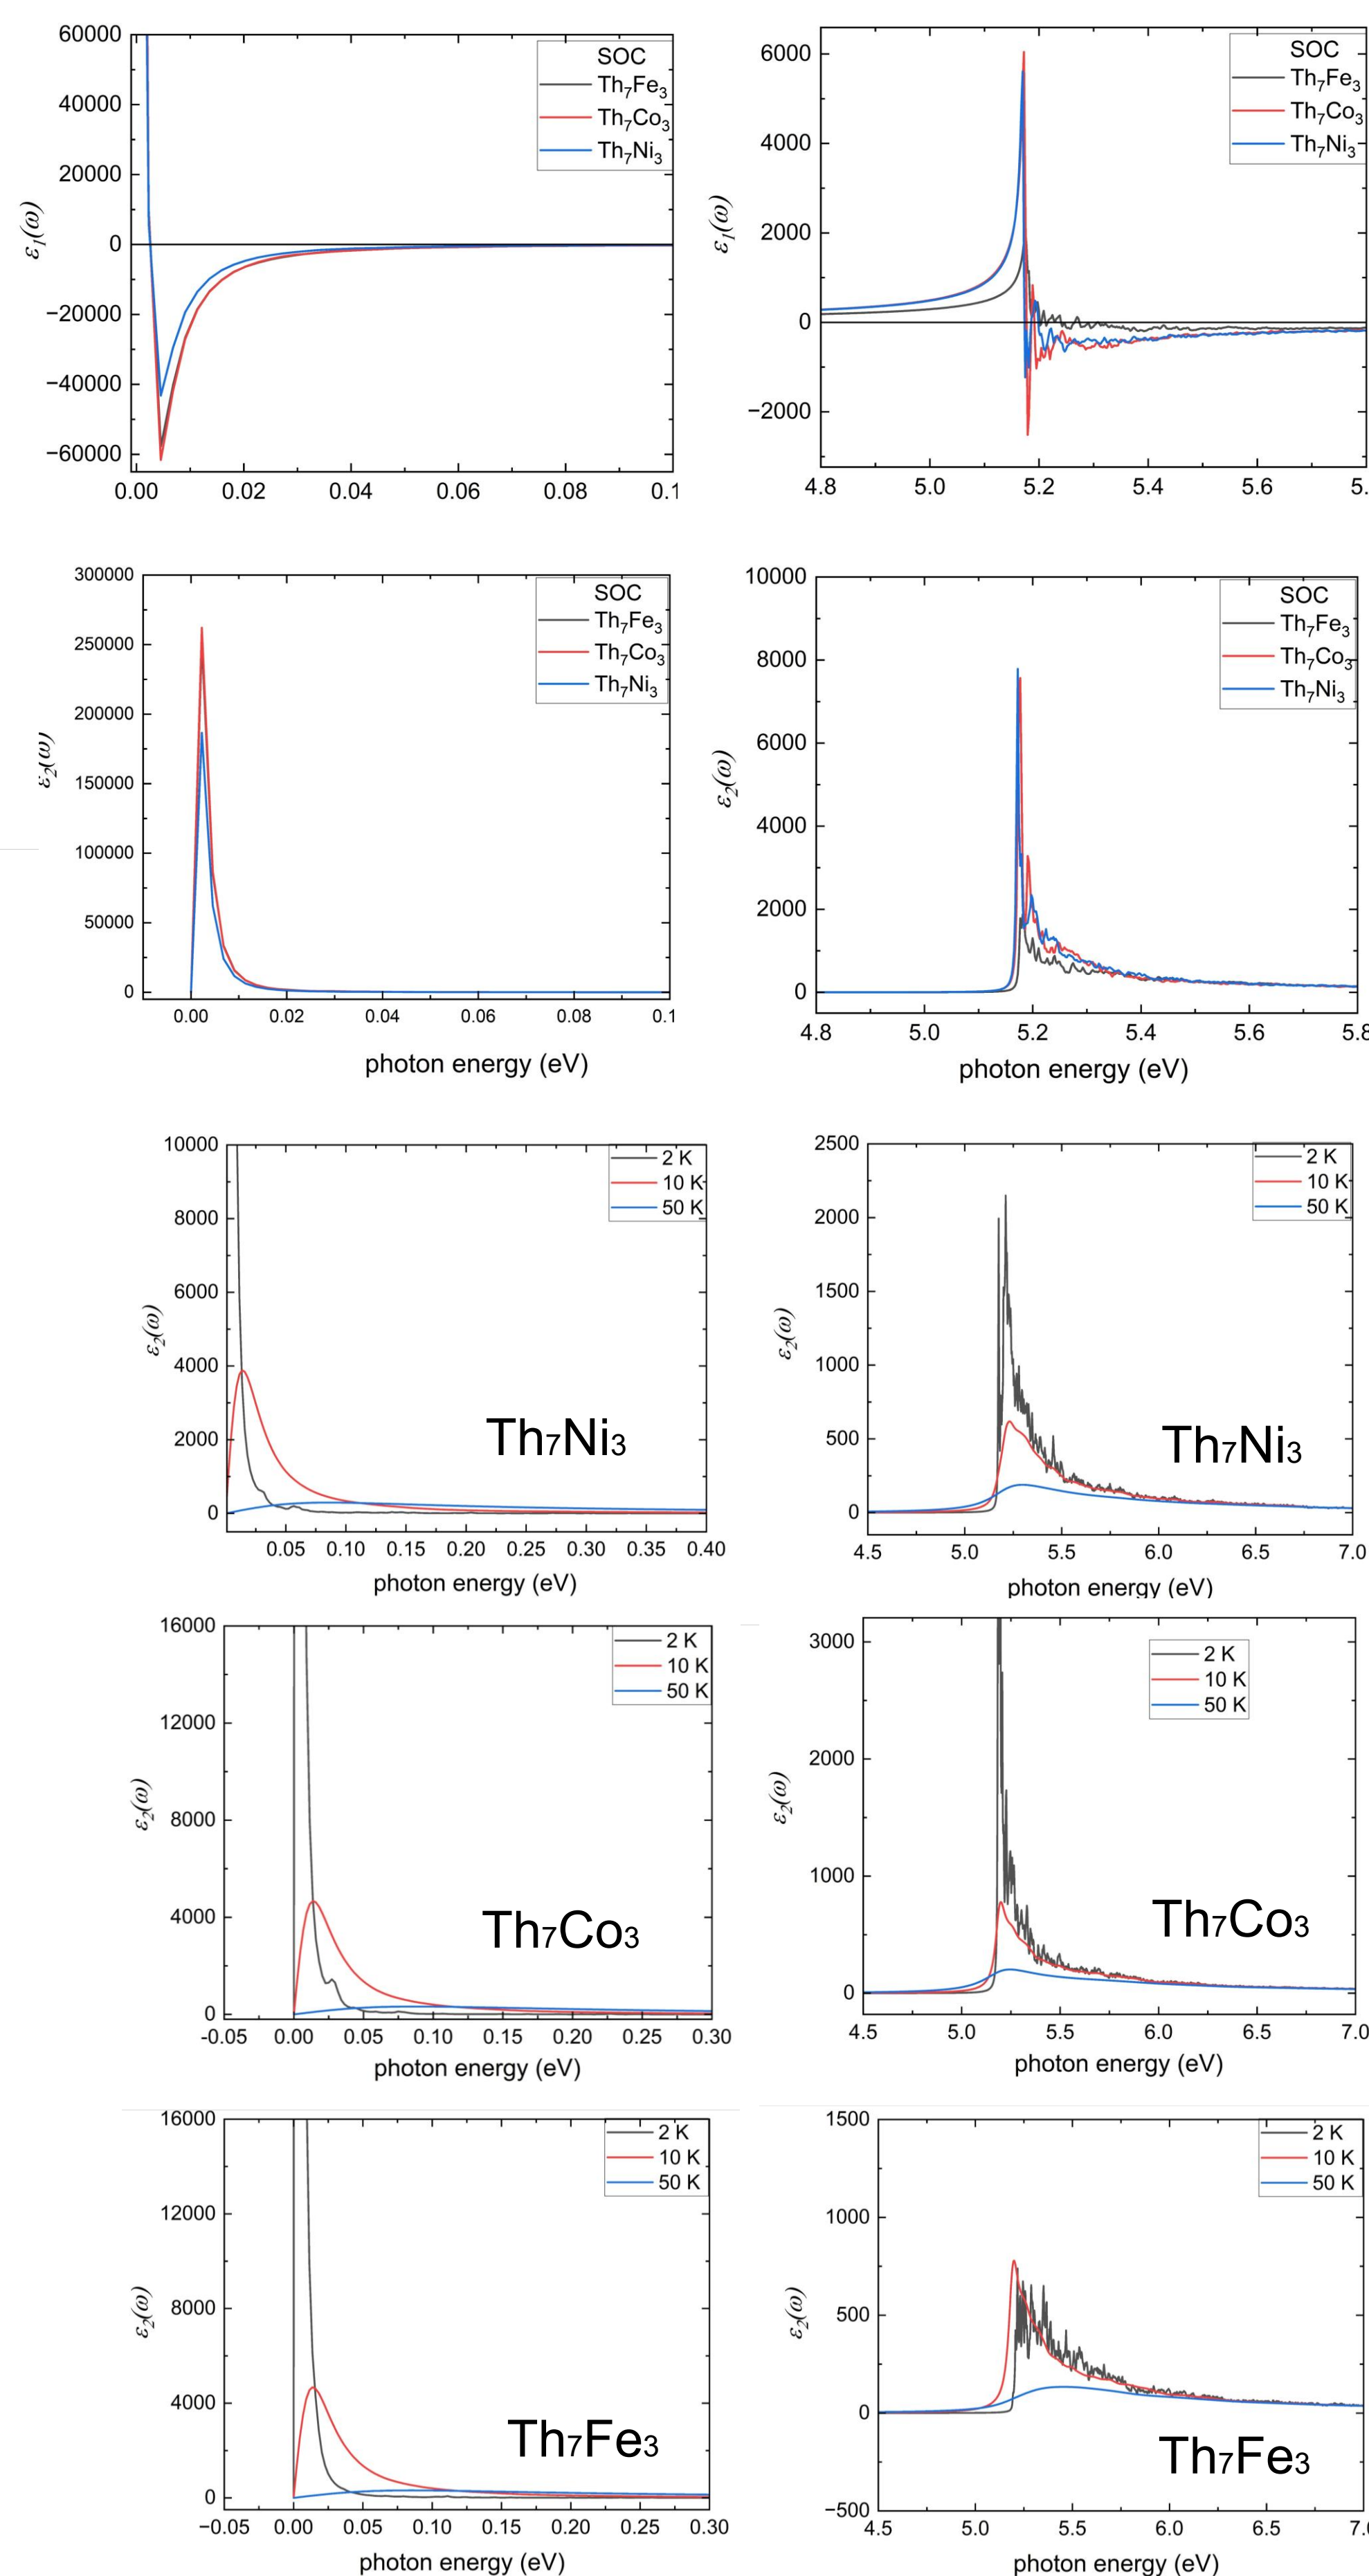 60000
40000
20000
0
−20000
−40000
−60000
ε₁(ω)
SOC
Th₇Fe₃
Th₇Co₃
Th₇Ni₃
0.00 0.02 0.04 0.06 0.08 0.1
6000
4000
2000
0
−2000
ε₁(ω)
SOC
Th₇Fe₃
Th₇Co₃
Th₇Ni₃
4.8 5.0 5.2 5.4 5.6 5.
300000
250000
200000
150000
100000
50000
0
ε₂(ω)
SOC
Th₇Fe₃
Th₇Co₃
Th₇Ni₃
0.00 0.02 0.04 0.06 0.08 0.1
photon energy (eV)
10000
8000
6000
4000
2000
0
ε₂(ω)
SOC
Th₇Fe₃
Th₇Co₃
Th₇Ni₃
4.8 5.0 5.2 5.4 5.6 5.8
photon energy (eV)
10000
8000
6000
4000
2000
0
ε₂(ω)
2 K
10 K
50 K
Th₇Ni₃
0.05 0.10 0.15 0.20 0.25 0.30 0.35 0.40
photon energy (eV)
2500
2000
1500
1000
500
0
ε₂(ω)
2 K
10 K
50 K
Th₇Ni₃
4.5 5.0 5.5 6.0 6.5 7.0
photon energy (eV)
16000
12000
8000
4000
0
ε₂(ω)
2 K
10 K
50 K
Th₇Co₃
-0.05 0.00 0.05 0.10 0.15 0.20 0.25 0.30
photon energy (eV)
3000
2000
1000
0
ε₂(ω)
2 K
10 K
50 K
Th₇Co₃
4.5 5.0 5.5 6.0 6.5 7.0
photon energy (eV)
16000
12000
8000
4000
0
ε₂(ω)
2 K
10 K
50 K
Th₇Fe₃
−0.05 0.00 0.05 0.10 0.15 0.20 0.25 0.30
photon energy (eV)
1500
1000
500
0
−500
ε₂(ω)
2 K
10 K
50 K
Th₇Fe₃
4.5 5.0 5.5 6.0 6.5 7.0
photon energy (eV)